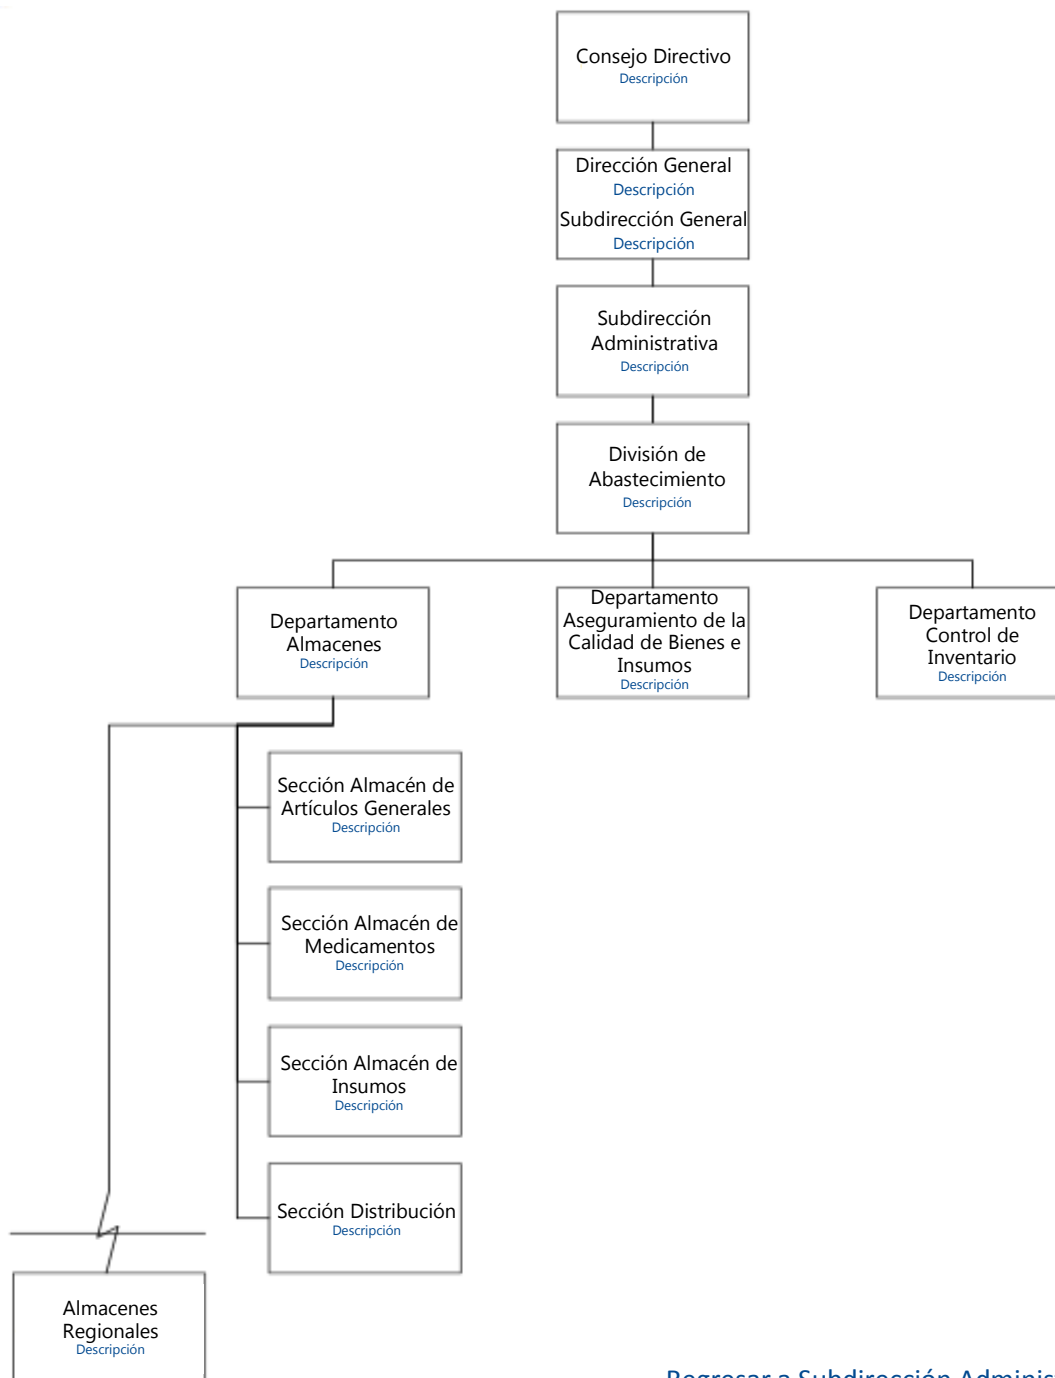 Consejo Directivo
Descripción
Dirección General
Descripción
Subdirección General
Descripción
Subdirección
Administrativa
Descripción
División de
Abastecimiento
Descripción
Departamento
Almacenes
Descripción
Departamento
Aseguramiento de la
Calidad de Bienes e
Insumos
Descripción
Departamento
Control de
Inventario
Descripción
Sección Almacén de
Artículos Generales
Descripción
Sección Almacén de
Medicamentos
Descripción
Sección Almacén de
Insumos
Descripción
Sección Distribución
Descripción
Almacenes
Regionales
Descripción
Regresar a Subdirección